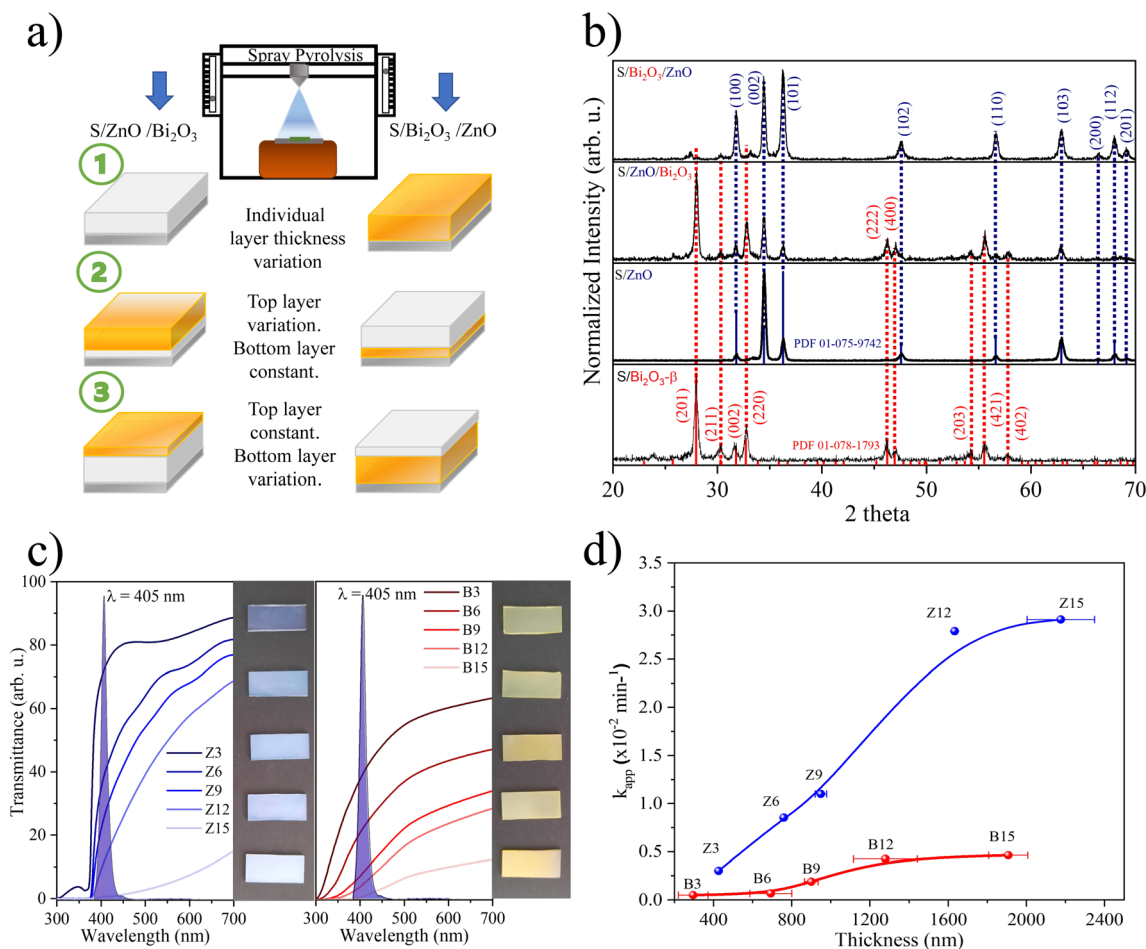 a)
Spray Pyrolysis
S/ZnO /Bi₂O₃
S/Bi₂O₃ /ZnO
1
Individual
layer thickness
variation
2
Top layer
variation.
Bottom layer
constant.
3
Top layer
constant.
Bottom layer
variation.
b)
Normalized Intensity (arb. u.)
S/Bi₂O₃/ZnO
(100)
(002)
(101)
(102)
(110)
(103)
(200)
(112)
(201)
S/ZnO/Bi₂O₃
(222)
(400)
S/ZnO
PDF 01-075-9742
S/Bi₂O₃-β
(201)
(211)
(002)
(220)
PDF 01-078-1793
(203)
(421)
(402)
20 30 40 50 60 70
2 theta
c)
Transmittance (arb. u.)
100
80
60
40
20
0
λ = 405 nm
Z3
Z6
Z9
Z12
Z15
300 400 500 600 700
Wavelength (nm)
λ = 405 nm
B3
B6
B9
B12
B15
300 400 500 600 700
Wavelength (nm)
d)
k_app (x10⁻² min-¹)
3.5
3.0
2.5
2.0
1.5
1.0
0.5
0.0
Z3
Z6
Z9
Z12
Z15
B3
B6
B9
B12
B15
400 800 1200 1600 2000 2400
Thickness (nm)